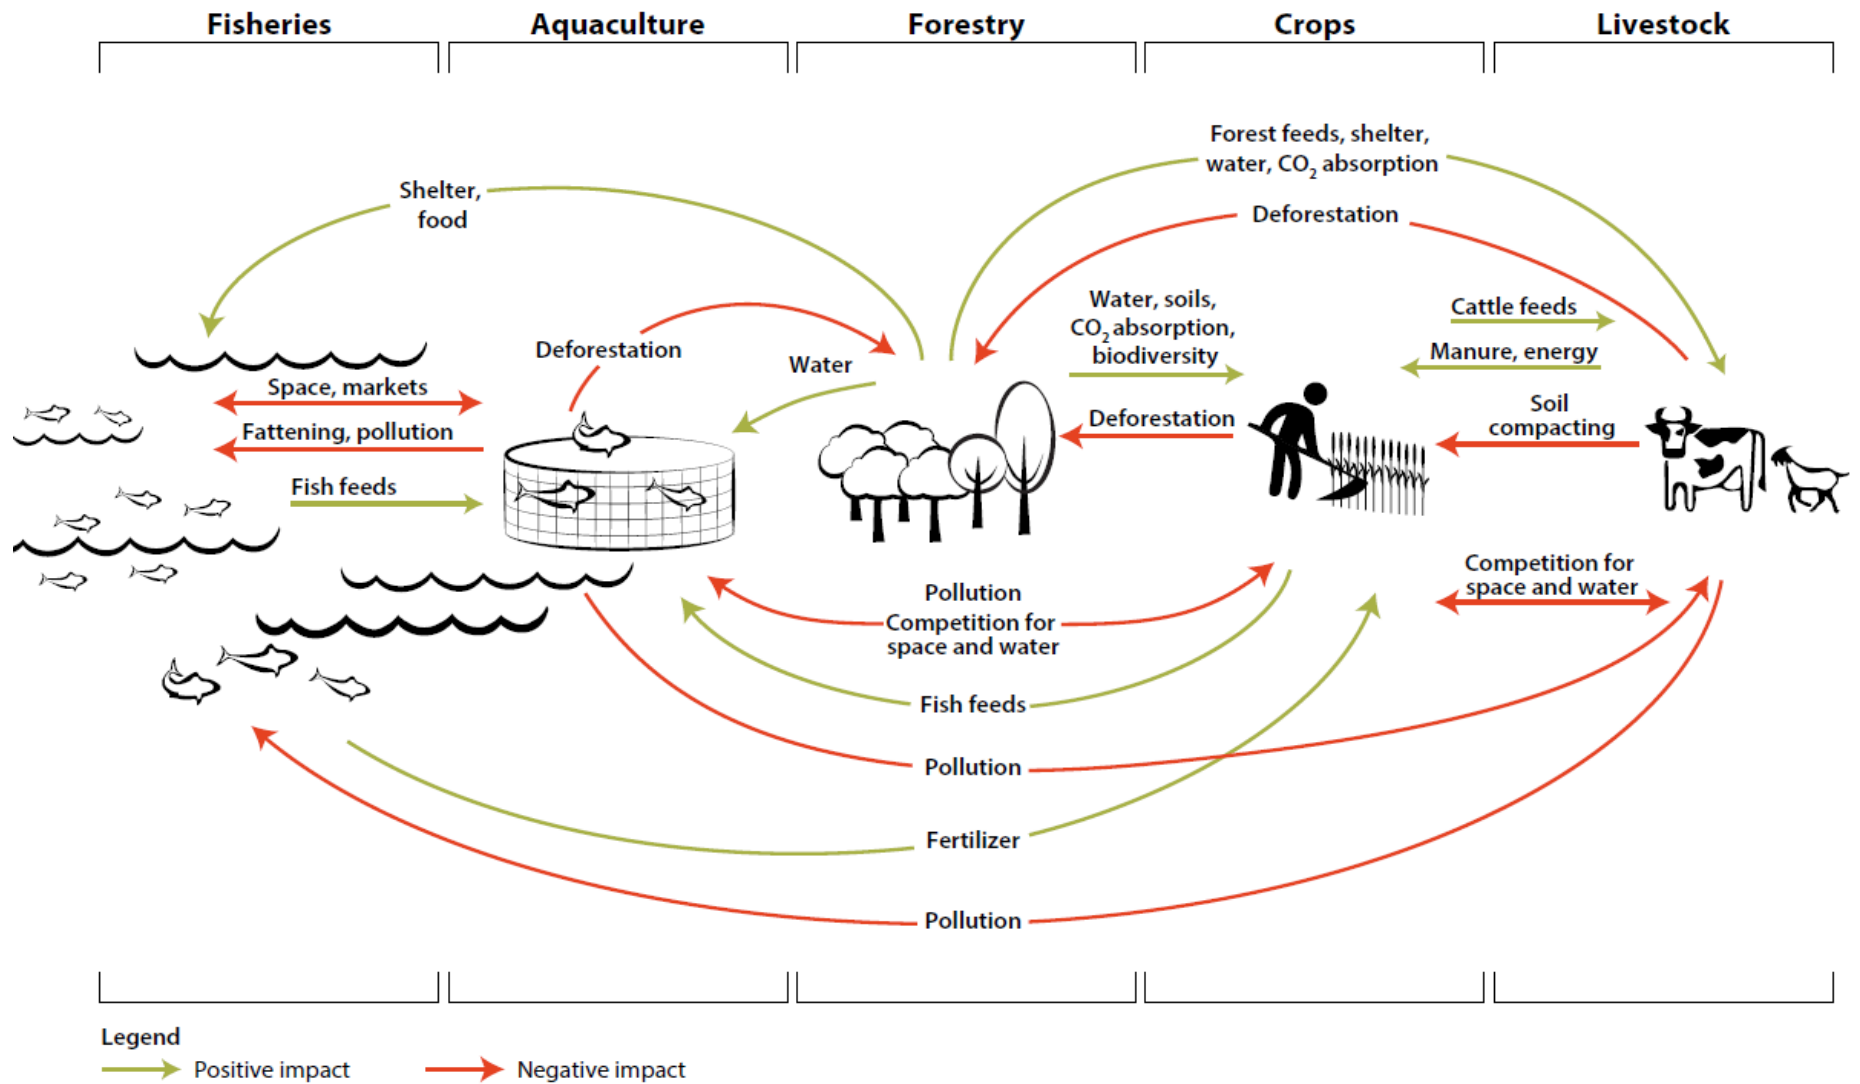 Fisheries
Aquaculture
Forestry
Crops
Livestock
Forest feeds, shelter,
water, CO₂ absorption
Shelter,
food
Deforestation
Water, soils,
CO₂ absorption,
biodiversity
Cattle feeds
Deforestation
Water
Manure, energy
Space, markets
Fattening, pollution
Deforestation
Soil
compacting
Fish feeds
Pollution
Competition for
space and water
Competition for
space and water
Fish feeds
Pollution
Fertilizer
Pollution
Legend
Positive impact
Negative impact